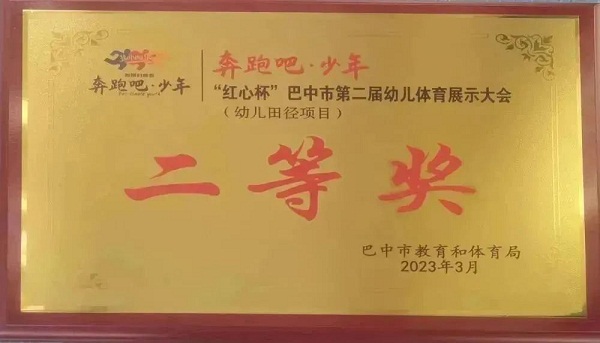 奔跑吧·少年
奔跑吧·少年
“红心杯”巴中市第二届幼儿体育展示大会
（幼儿田径项目）
二等奖
巴中市教育和体育局
2023年3月